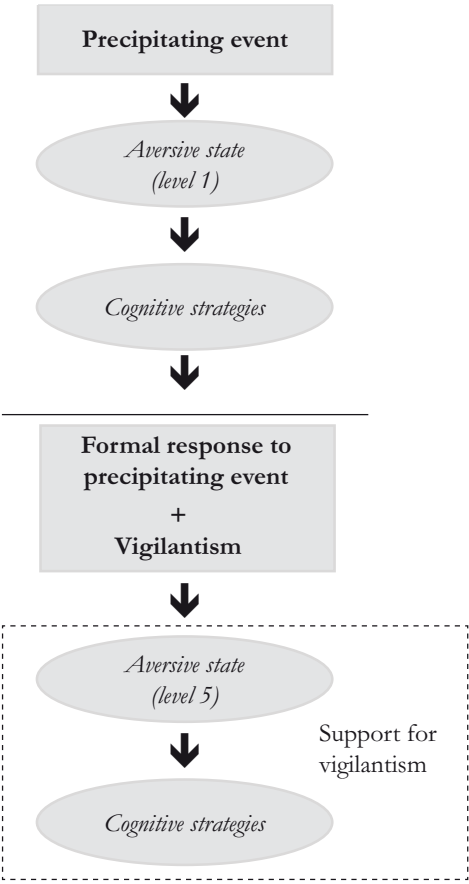 Precipitating event
Aversive state
(level 1)
Cognitive strategies
Formal response to
precipitating event
+
Vigilantism
Aversive state
(level 5)
Support for
vigilantism
Cognitive strategies